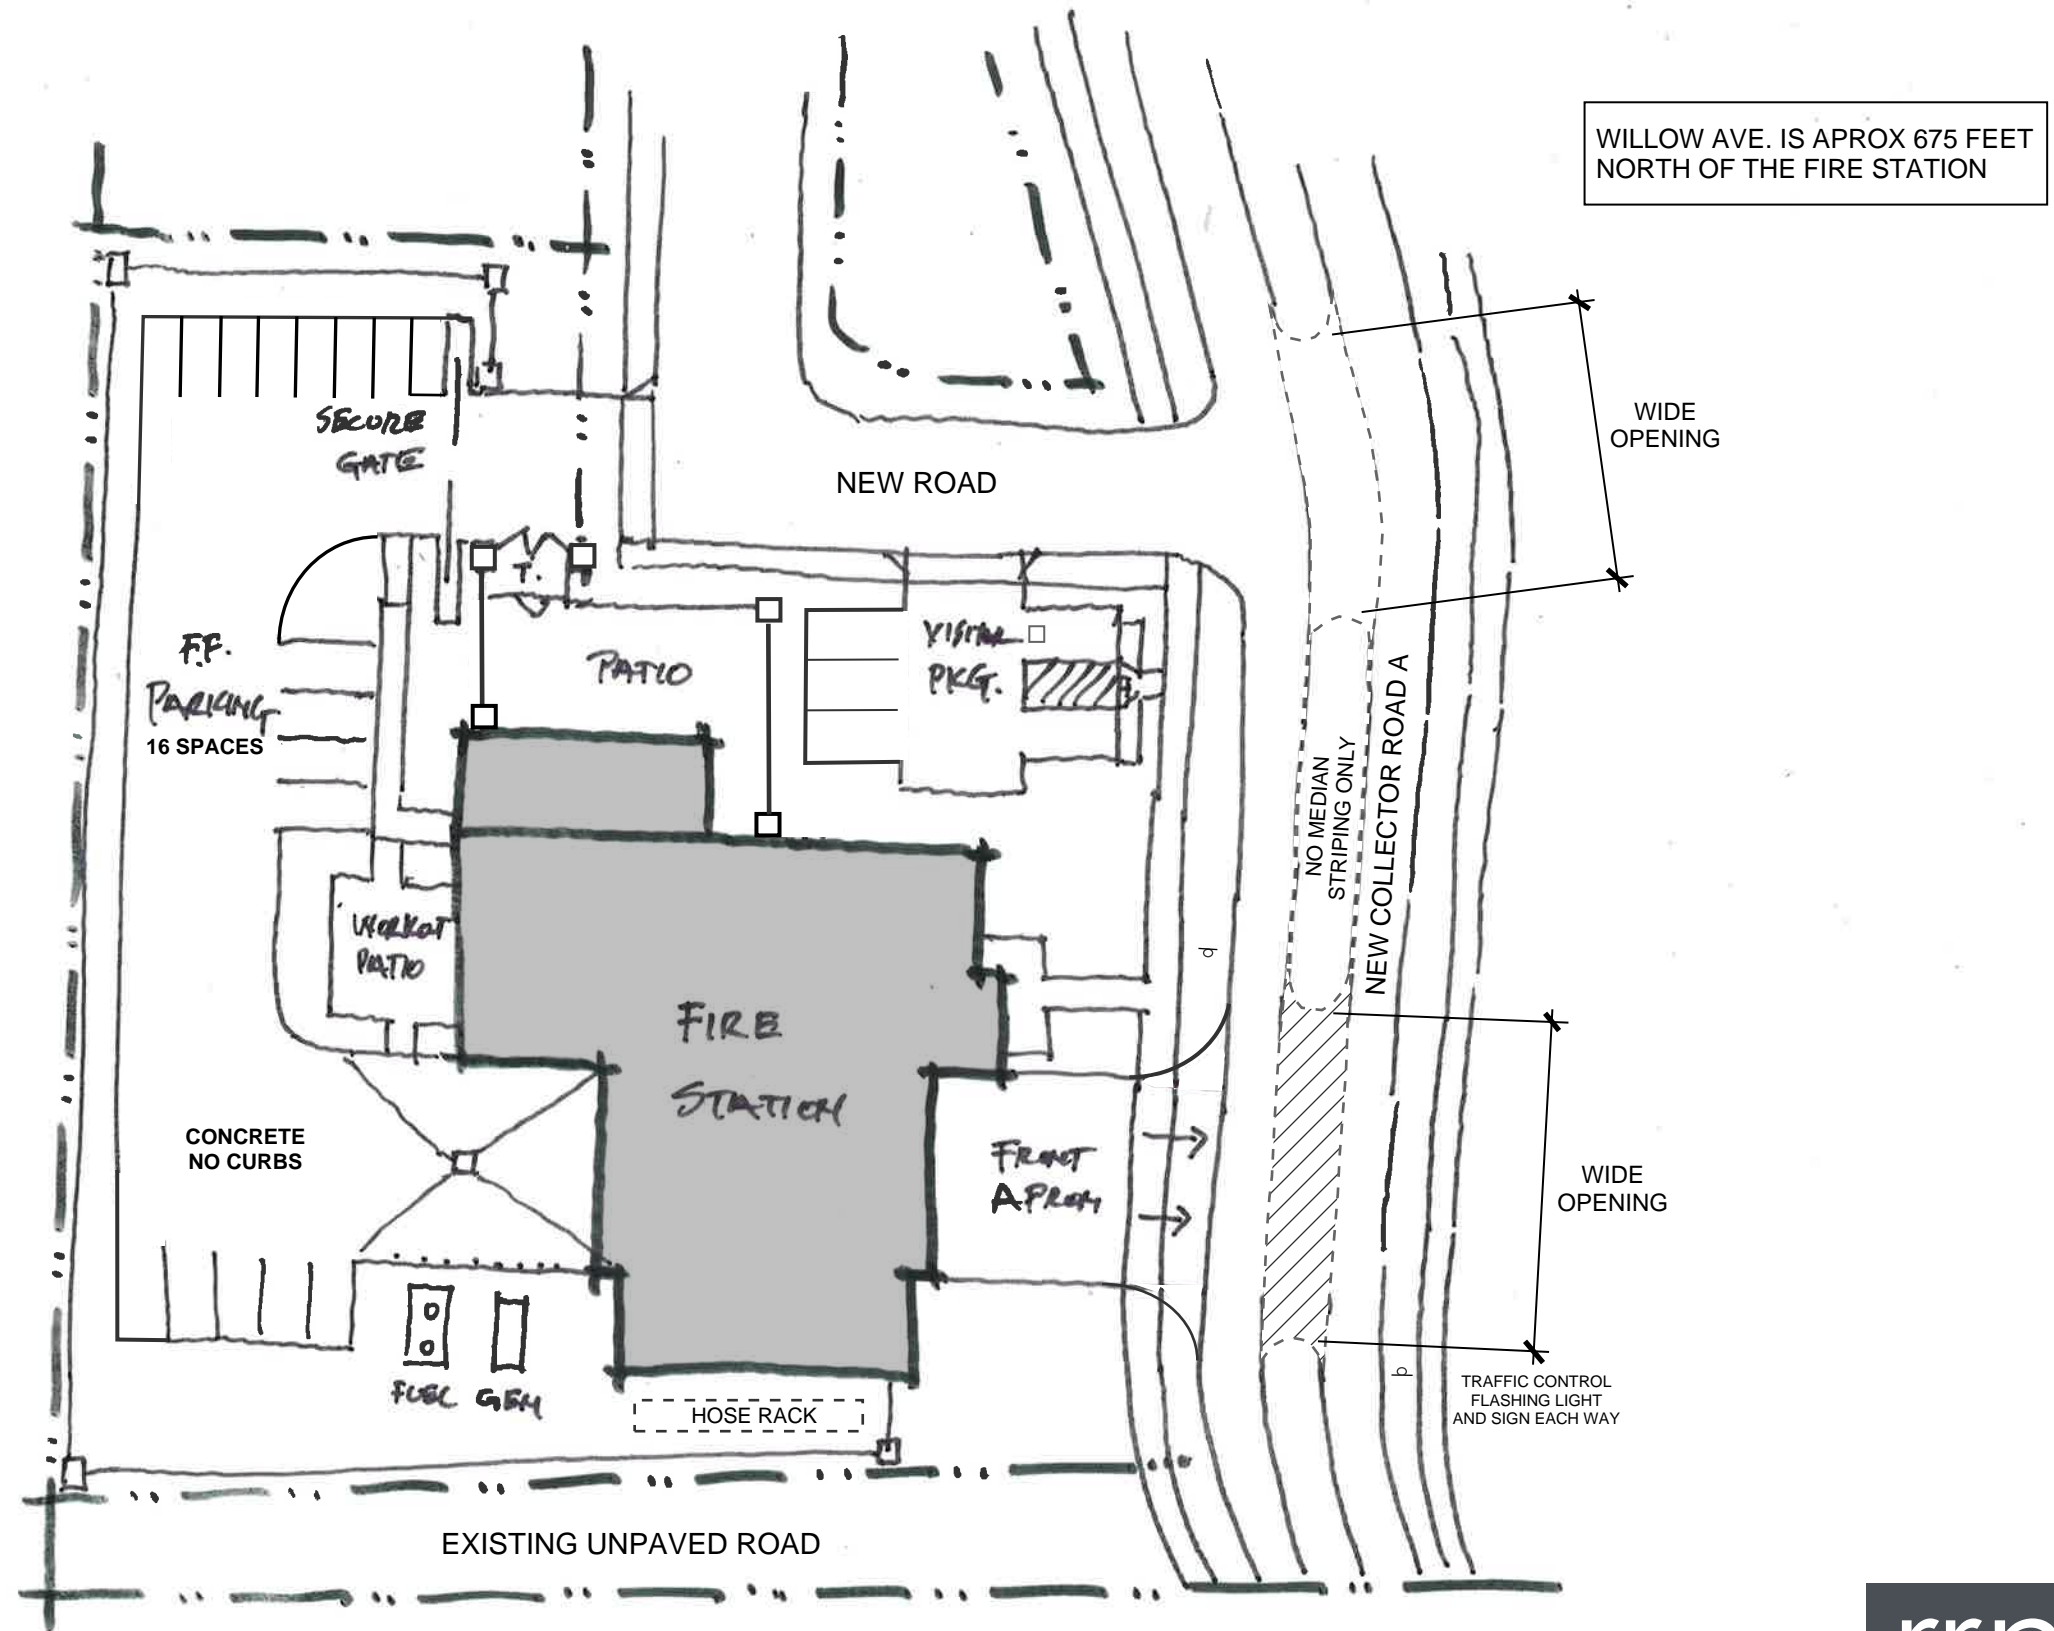 WILLOW AVE. IS APROX 675 FEET
NORTH OF THE FIRE STATION
WIDE
OPENING
SECURE
GATE
NEW ROAD
T.
F.F.
PARKING
16 SPACES
PATIO
VISITOR
PKG.
NO MEDIAN
STRIPING ONLY
NEW COLLECTOR ROAD A
WORKOT
PATIO
FIRE
STATION
CONCRETE
NO CURBS
FRONT
APRON
WIDE
OPENING
FUEL
GEN
HOSE RACK
TRAFFIC CONTROL
FLASHING LIGHT
AND SIGN EACH WAY
EXISTING UNPAVED ROAD